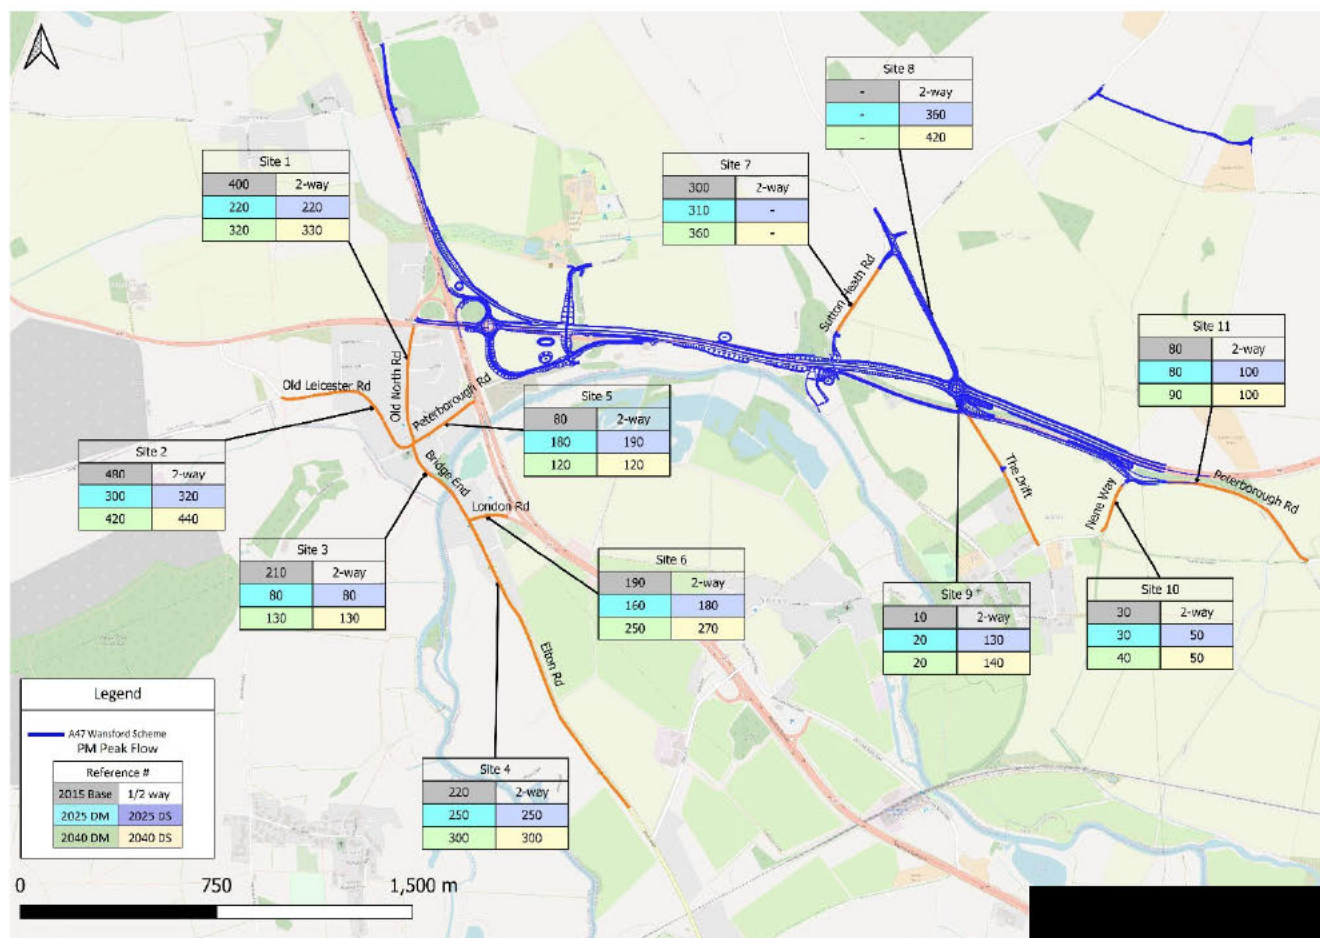 Site 8
- 2-way
- 360
- 420
Site 1
400 2-way
220 220
320 330
Site 7
300 2-way
310 -
360 -
Sutton Heath Rd
Site 11
80 2-way
80 100
90 100
Old Leicester Rd
Old North Rd
Peterborough Rd
Site 5
80 2-way
180 190
120 120
Site 2
480 2-way
300 320
420 440
Bridge End
London Rd
The Drift
Nene Way
Peterborough Rd
Site 3
210 2-way
80 80
130 130
Site 6
190 2-way
160 180
250 270
Site 9
10 2-way
20 130
20 140
Site 10
30 2-way
30 50
40 50
Elton Rd
Legend
A47 Wansford Scheme
PM Peak Flow
Reference #
2015 Base 1/2 way
2025 DM 2025 DS
2040 DM 2040 DS
Site 4
220 2-way
250 250
300 300
0 750 1,500 m